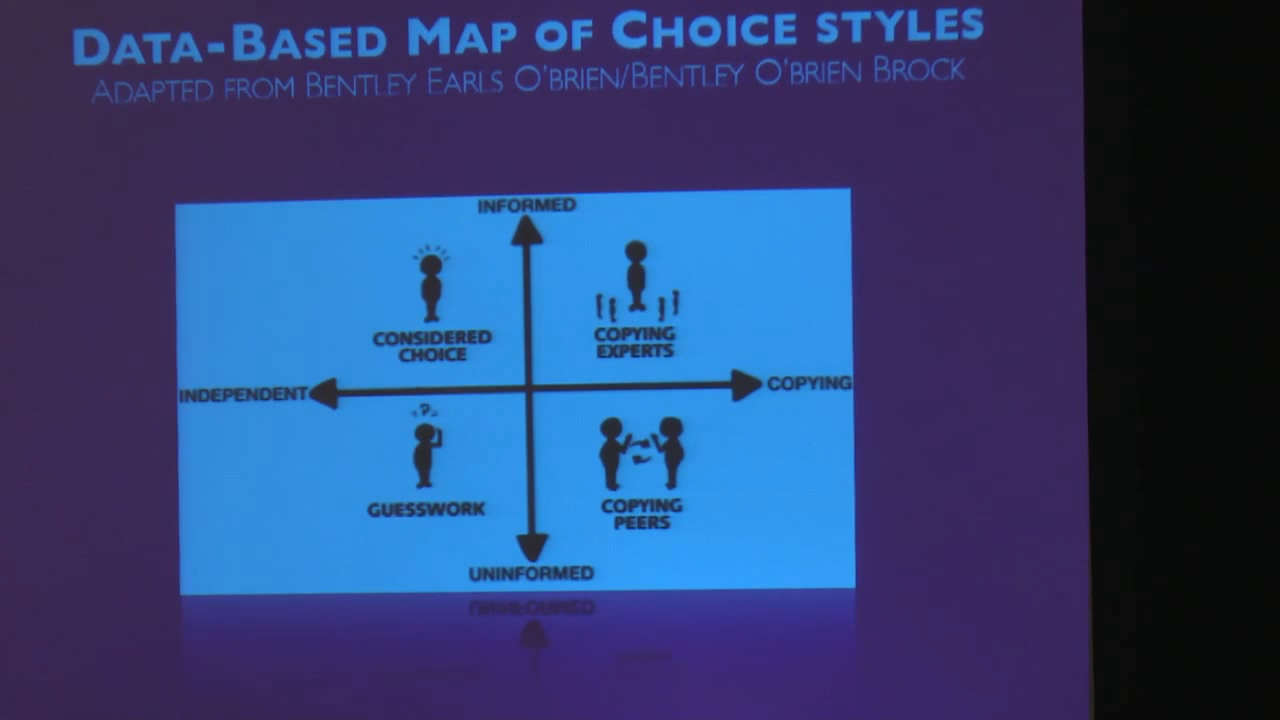 DATA-BASED MAP OF CHOICE STYLES
ADAPTED FROM BENTLEY EARLS O'BRIEN/BENTLEY O'BRIEN BROCK
INFORMED
CONSIDERED
CHOICE
COPYING
EXPERTS
INDEPENDENT
COPYING
?
GUESSWORK
COPYING
PEERS
UNINFORMED